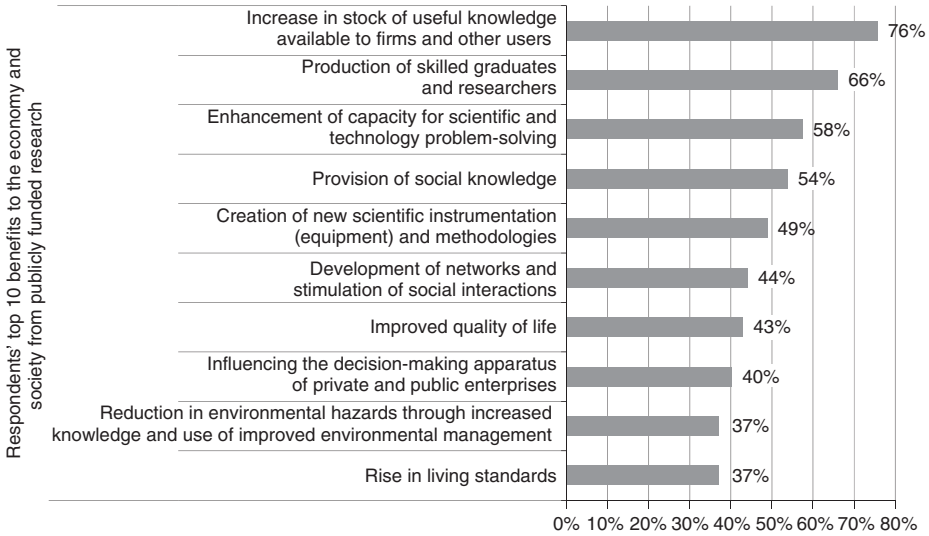 Respondents' top 10 benefits to the economy and
society from publicly funded research
Increase in stock of useful knowledge
available to firms and other users
76%
Production of skilled graduates
and researchers
66%
Enhancement of capacity for scientific and
technology problem-solving
58%
Provision of social knowledge
54%
Creation of new scientific instrumentation
(equipment) and methodologies
49%
Development of networks and
stimulation of social interactions
44%
Improved quality of life
43%
Influencing the decision-making apparatus
of private and public enterprises
40%
Reduction in environmental hazards through increased
knowledge and use of improved environmental management
37%
Rise in living standards
37%
0% 10% 20% 30% 40% 50% 60% 70% 80%